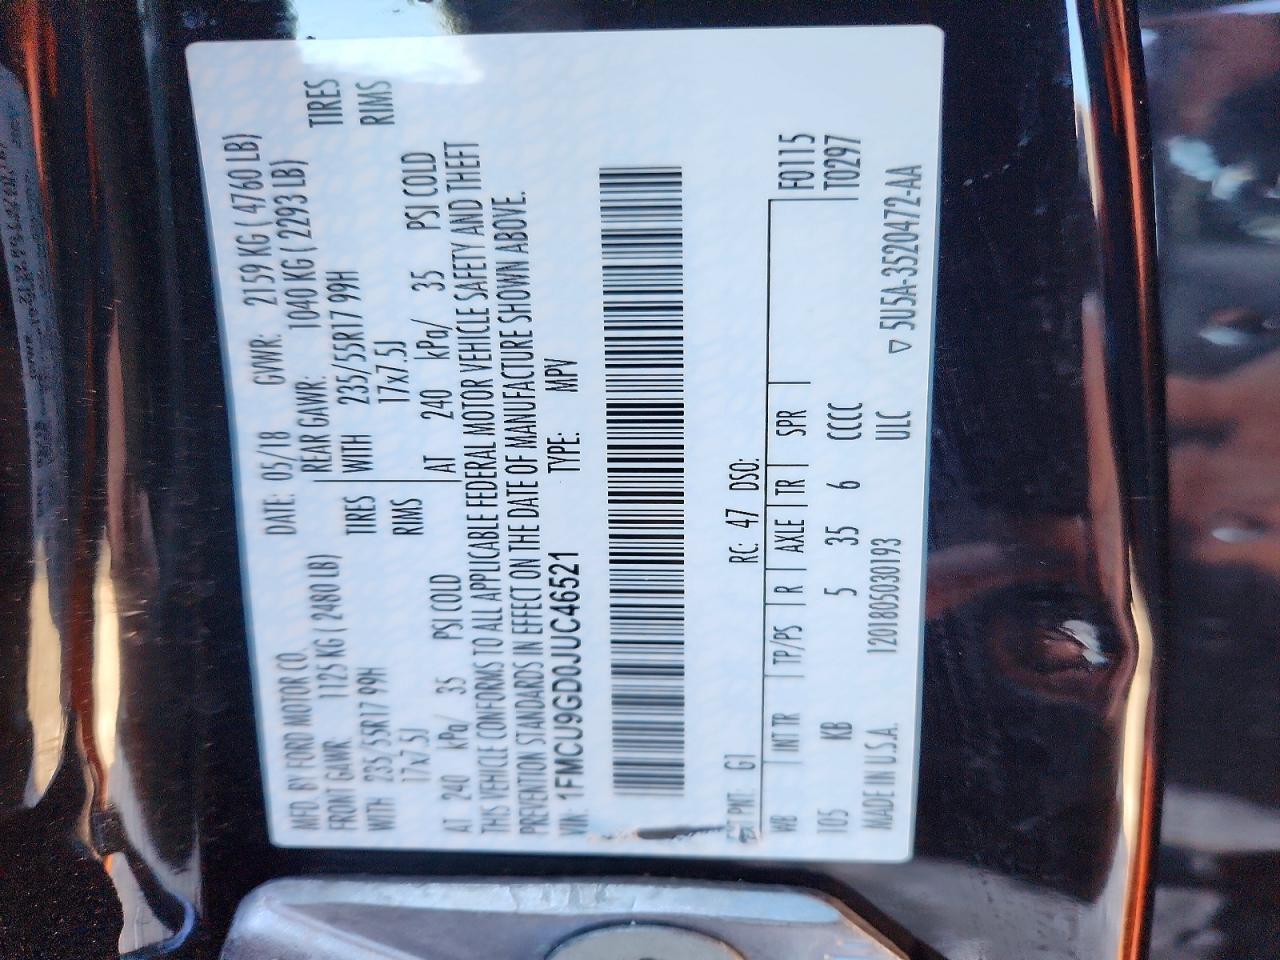 MFD. BY FORD MOTOR CO.
DATE: 05/18 GVWR: 2159 KG ( 4760 LB)
FRONT GAWR 1125 KG ( 2480 LB)
REAR GAWR: 1040 KG ( 2293 LB)
WITH 235/55R17 99H TIRES
WITH 235/55R17 99H TIRES
17x7.5J RIMS
17x7.5J RIMS
AT 240 kPa/ 35 PSI COLD
AT 240 kPa/ 35 PSI COLD
THIS VEHICLE CONFORMS TO ALL APPLICABLE FEDERAL MOTOR VEHICLE SAFETY AND THEFT
PREVENTION STANDARDS IN EFFECT ON THE DATE OF MANUFACTURE SHOWN ABOVE.
VIN: 1FMCU9GD0JUC46521 TYPE: MPV
EXT PNT: G1 RC: 47 DSO:
WB INT TR TP/PS R AXLE TR SPR F0115
105 KB 5 35 6 CCCC T0297
MADE IN U.S.A. 1201805030193 ULC ▽ 5U5A-3520472-AA